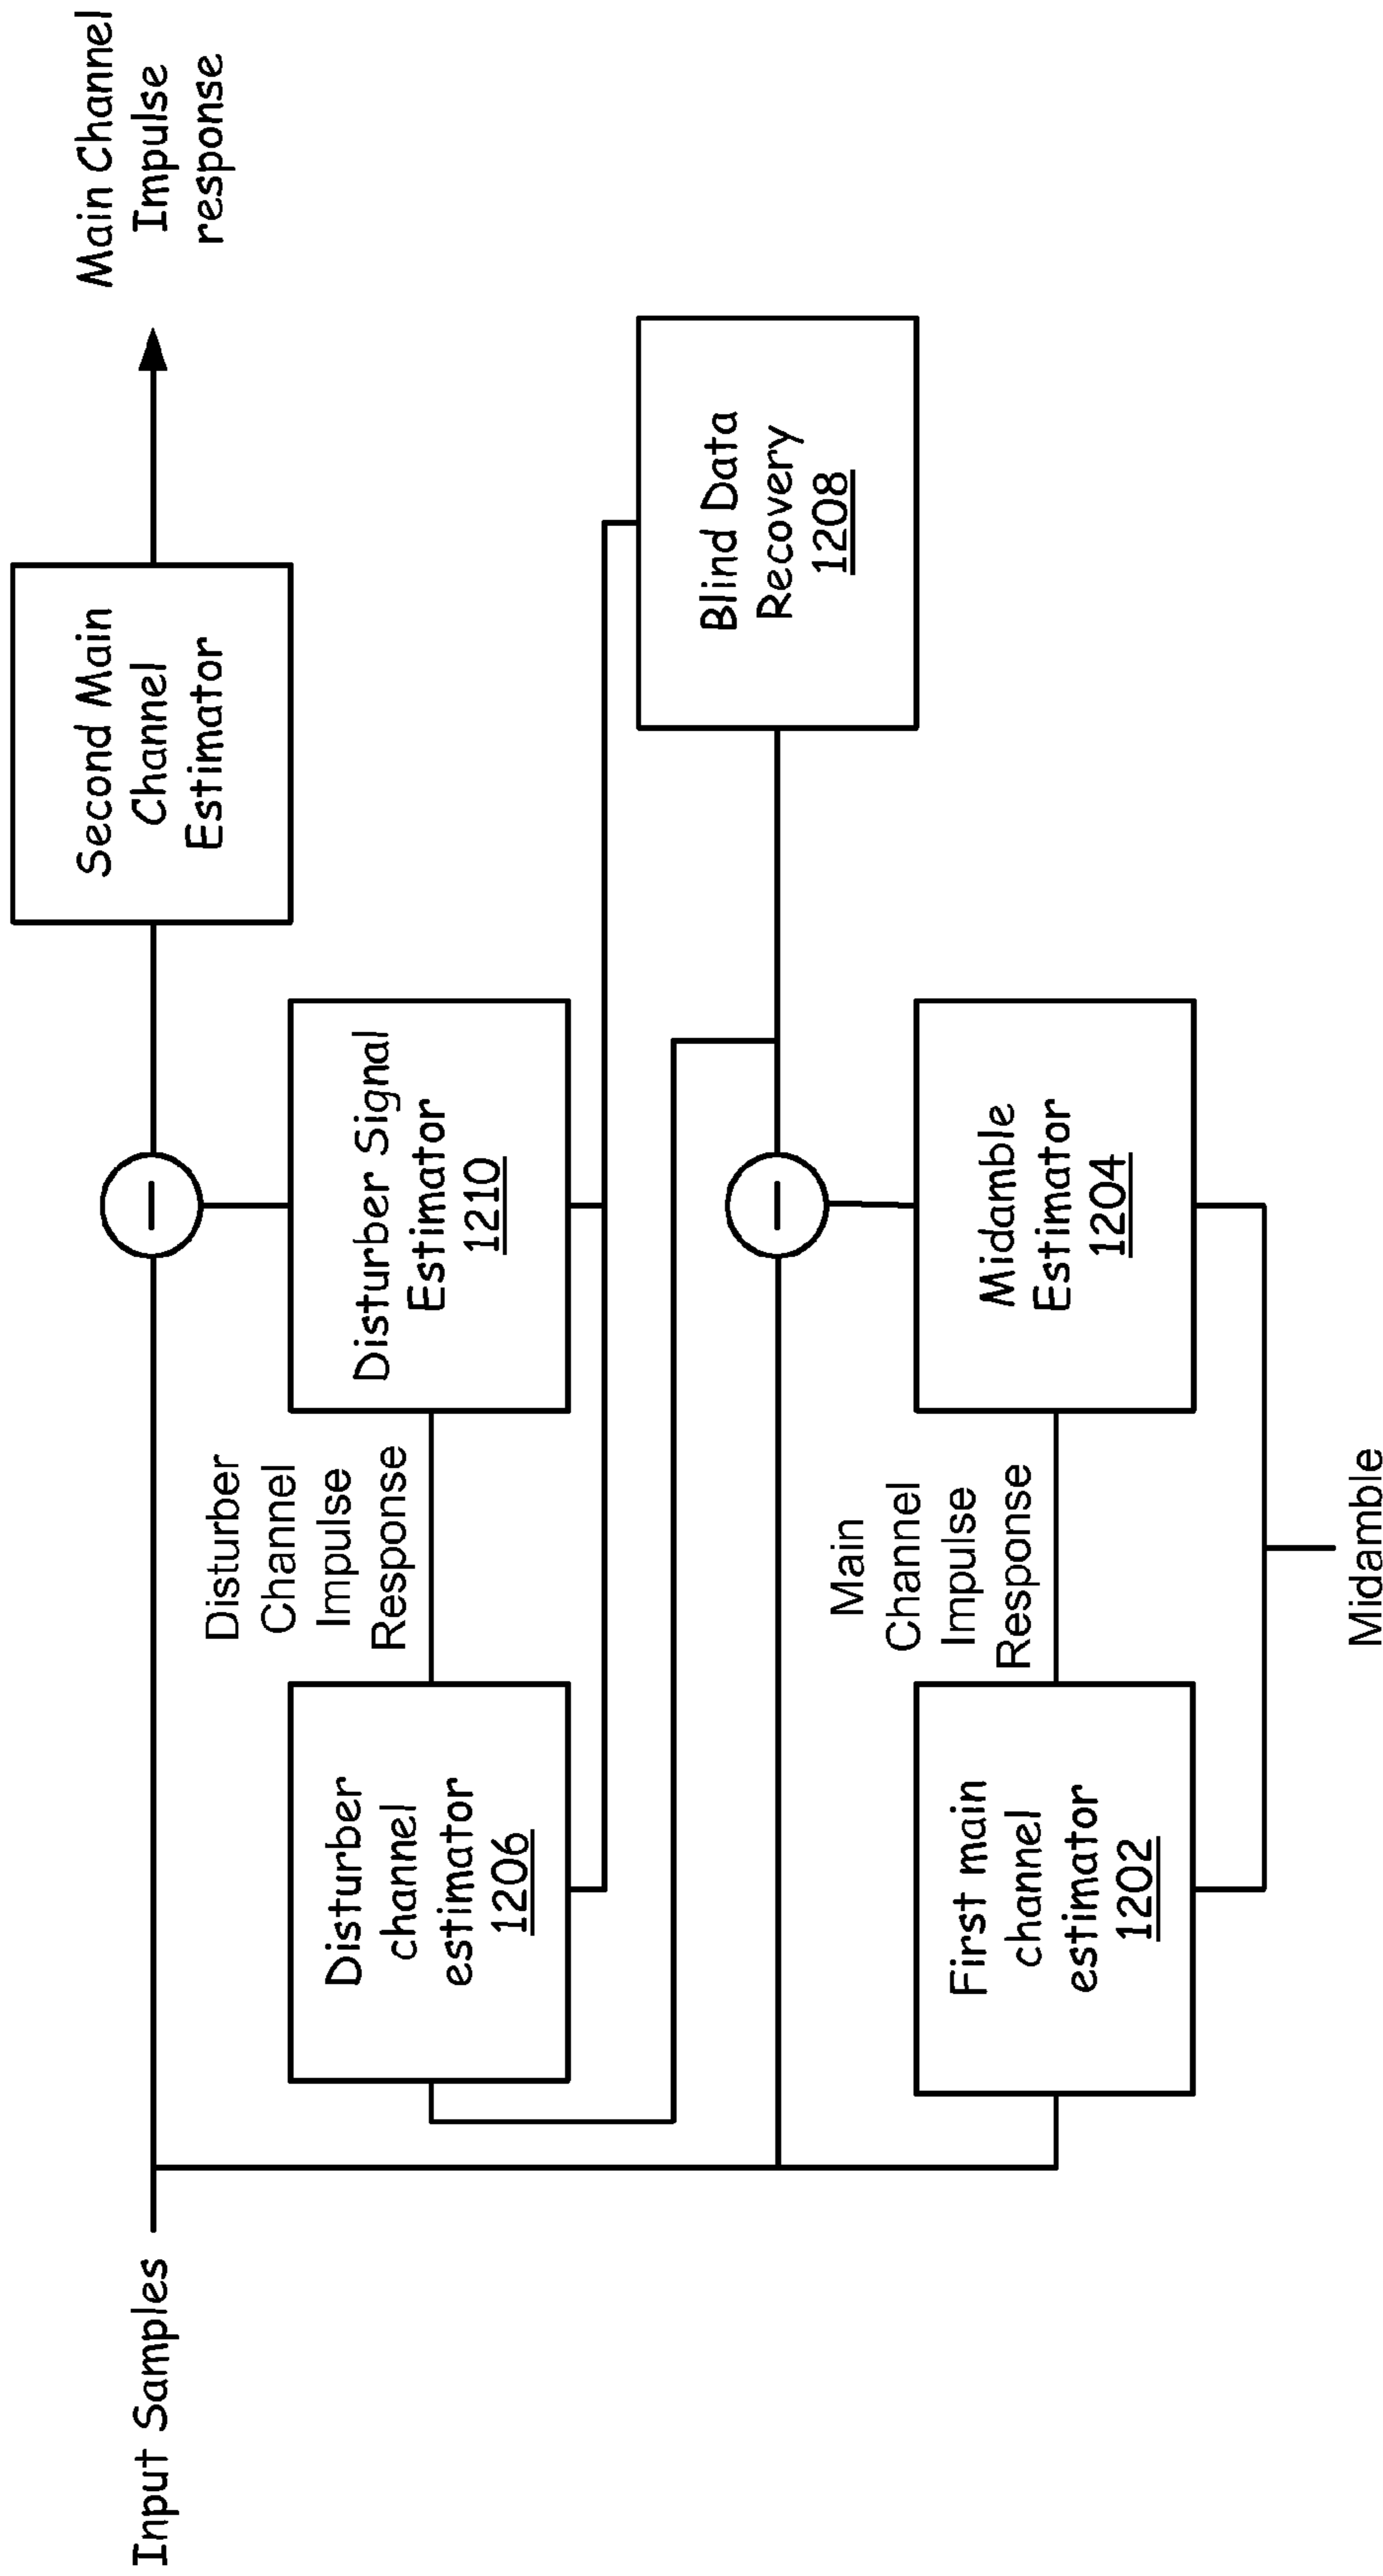 Input Samples
Second Main
Channel
Estimator
Main Channel
Impulse
response
Disturber
channel
estimator
1206
Disturber
Channel
Impulse
Response
Disturber Signal
Estimator
1210
Blind Data
Recovery
1208
First main
channel
estimator
1202
Main
Channel
Impulse
Response
Midamble
Estimator
1204
Midamble